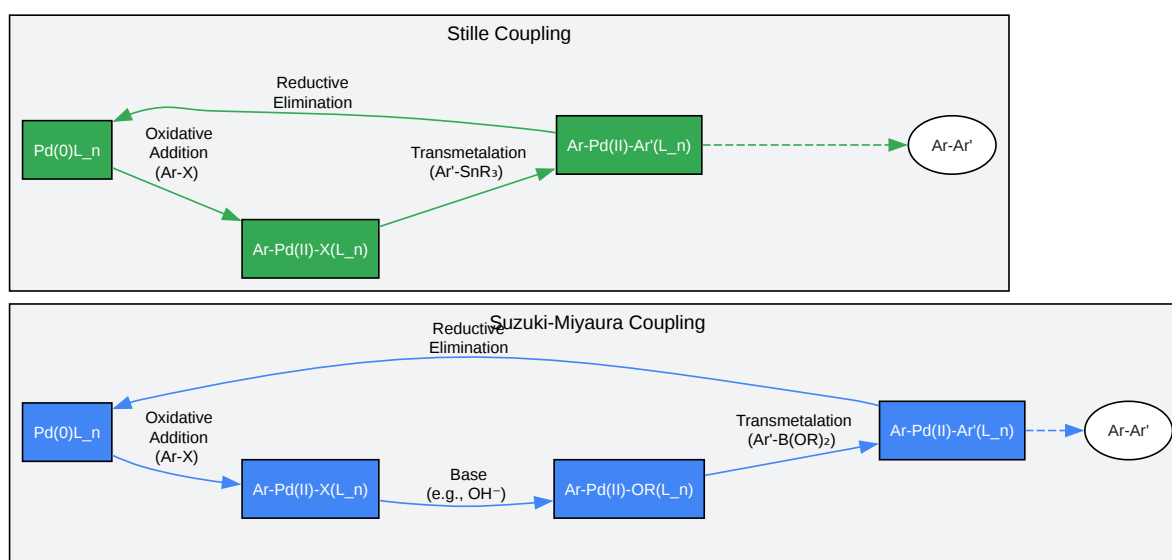 Stille Coupling
Reductive
Elimination
Pd(0)L_n
Oxidative
Addition
(Ar-X)
Ar-Pd(II)-X(L_n)
Transmetalation
(Ar'-SnR₃)
Ar-Pd(II)-Ar'(L_n)
Ar-Ar'
Suzuki-Miyaura Coupling
Reductive
Elimination
Pd(0)L_n
Oxidative
Addition
(Ar-X)
Ar-Pd(II)-X(L_n)
Base
(e.g., OH⁻)
Ar-Pd(II)-OR(L_n)
Transmetalation
(Ar'-B(OR)₂)
Ar-Pd(II)-Ar'(L_n)
Ar-Ar'